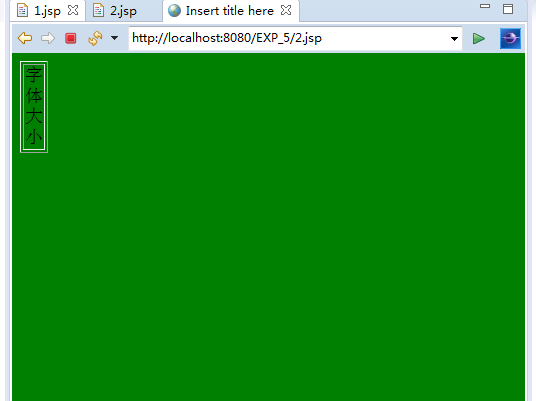 1.jsp
2.jsp
Insert title here
http://localhost:8080/EXP_5/2.jsp
字
体
大
小